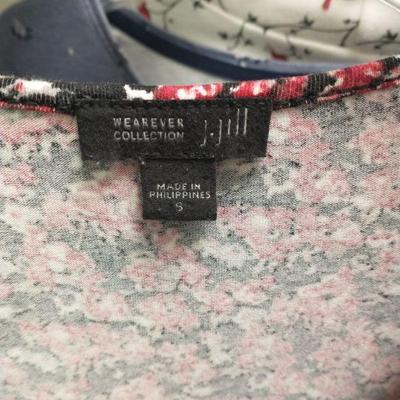 WEAREVER
COLLECTION
J.Jill
MADE IN
PHILIPPINES
S